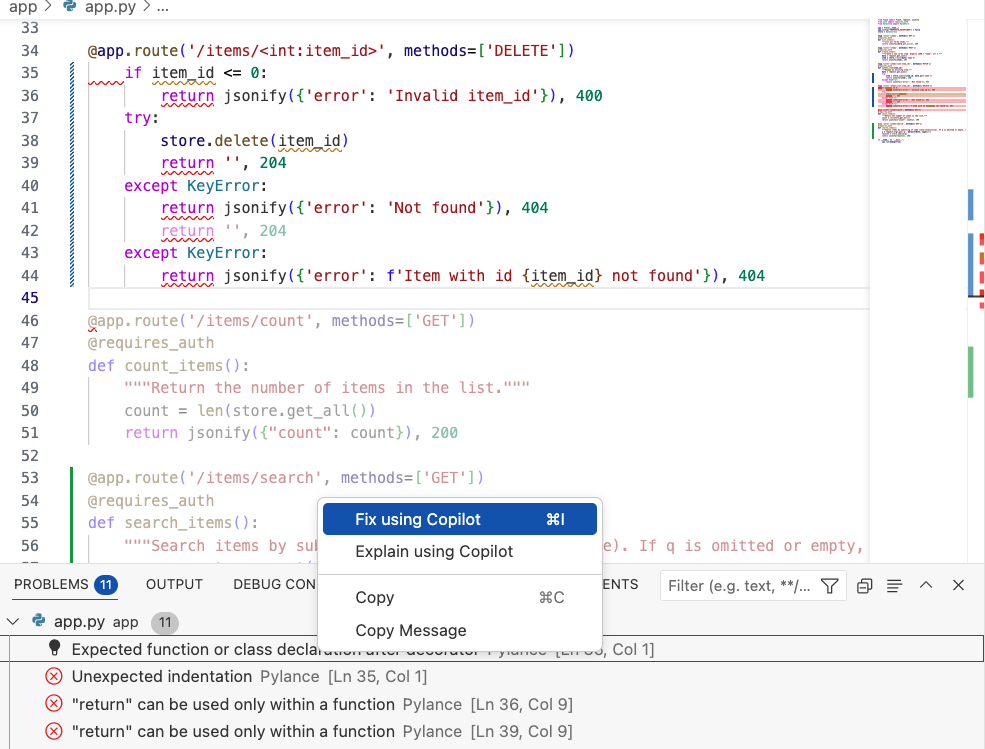 app > app.py > ...
33
34 @app.route('/items/<int:item_id>', methods=['DELETE'])
35 if item_id <= 0:
36 return jsonify({'error': 'Invalid item_id'}), 400
37 try:
38 store.delete(item_id)
39 return '', 204
40 except KeyError:
41 return jsonify({'error': 'Not found'}), 404
42 return '', 204
43 except KeyError:
44 return jsonify({'error': f'Item with id {item_id} not found'}), 404
45
46 @app.route('/items/count', methods=['GET'])
47 @requires_auth
48 def count_items():
49 """Return the number of items in the list."""
50 count = len(store.get_all())
51 return jsonify({"count": count}), 200
52
53 @app.route('/items/search', methods=['GET'])
54 @requires_auth
55 def search_items():
56 """Search items by su e). If q is omitted or empty,
Fix using Copilot ⌘I
Explain using Copilot
Copy ⌘C
Copy Message
PROBLEMS 11 OUTPUT DEBUG CON ENTS Filter (e.g. text, **/...
app.py app 11
Expected function or class declaration after decorator Pylance Col 1]
Unexpected indentation Pylance [Ln 35, Col 1]
"return" can be used only within a function Pylance [Ln 36, Col 9]
"return" can be used only within a function Pylance [Ln 39, Col 9]